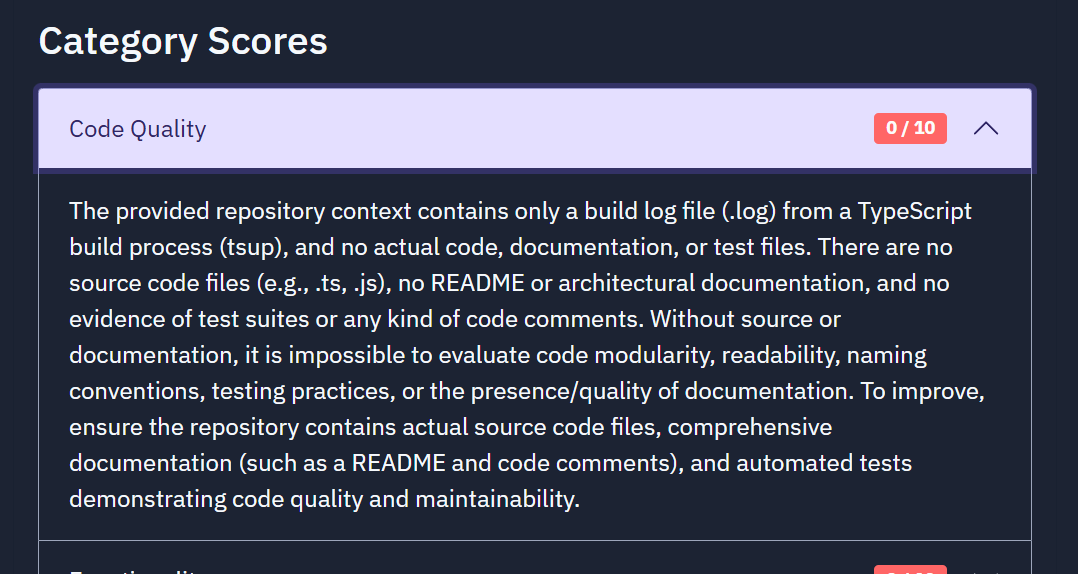 Category Scores
Code Quality
0 / 10
The provided repository context contains only a build log file (.log) from a TypeScript
build process (tsup), and no actual code, documentation, or test files. There are no
source code files (e.g., .ts, .js), no README or architectural documentation, and no
evidence of test suites or any kind of code comments. Without source or
documentation, it is impossible to evaluate code modularity, readability, naming
conventions, testing practices, or the presence/quality of documentation. To improve,
ensure the repository contains actual source code files, comprehensive
documentation (such as a README and code comments), and automated tests
demonstrating code quality and maintainability.